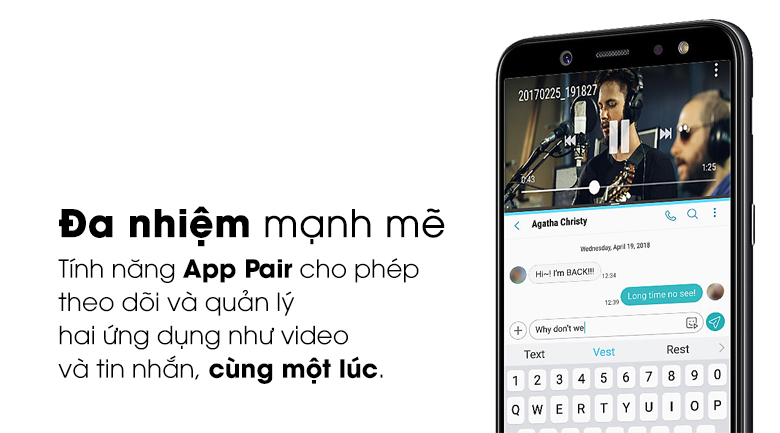 Đa nhiệm mạnh mẽ
Tính năng App Pair cho phép
theo dõi và quản lý
hai ứng dụng như video
và tin nhắn, cùng một lúc.
20170225_191827
0:43
1:25
Agatha Christy
Wednesday, April 19, 2018
Hi~! I'm BACK!!! 12:34
12:39 Long time no see!
Why don't we
Text Vest Rest
1 2 3 4 5 6 7 8 9 0
Q W E R T Y U I O P